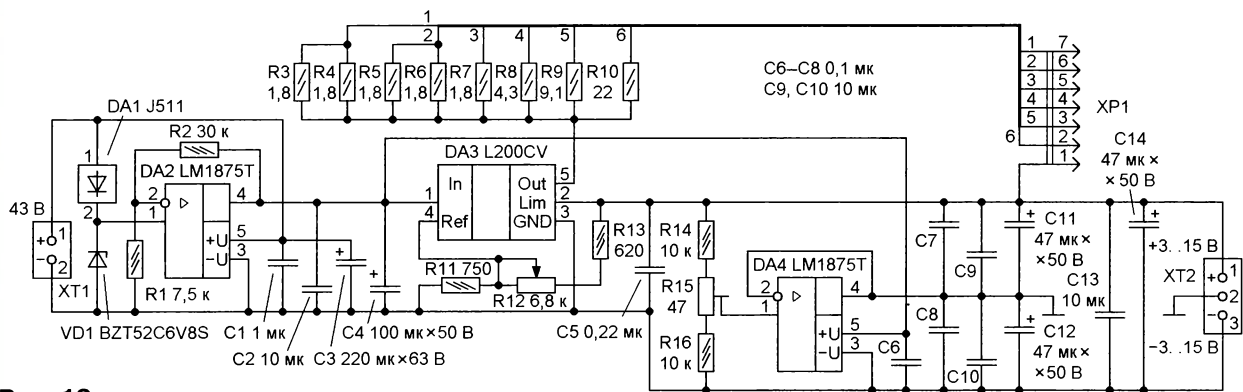 1
2 3 4 5 6
R3 R4 R5 R6 R7 R8 R9 R10
1,8 1,8 1,8 1,8 1,8 4,3 9,1 22
C6–C8 0,1 мк
C9, C10 10 мк
1 7
2 6
3 5
4 4
5 3
6 2
1
XP1
DA1 J511
R2 30 к
DA2 LM1875T
1
2
2
1
4
+U 5
−U 3
43 В
+ 1
− 2
XT1
R1 7,5 к
VD1 BZT52C6V8S
C1 1 мк
C2 10 мк
C3 220 мк×63 В
C4 100 мк×50 В
+
+
DA3 L200CV
1 In Out 5
Lim 2
4 Ref GND 3
R11 750
R12 6,8 к
R13
620
C5 0,22 мк
R14
10 к
R15
47
R16
10 к
DA4 LM1875T
2
1
4
+U 5
−U 3
C6
C7
C8
C9
C10
+ C11
47 мк×
×50 В
+ C12
47 мк×
×50 В
C13
10 мк
C14
47 мк×
×50 В
+
+3...15 В
XT2
+ 1
2
− 3
−3...15 В